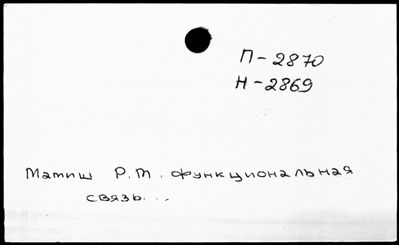 П-2870
Н-2869
Матиш Р.М. функциональная
связь...